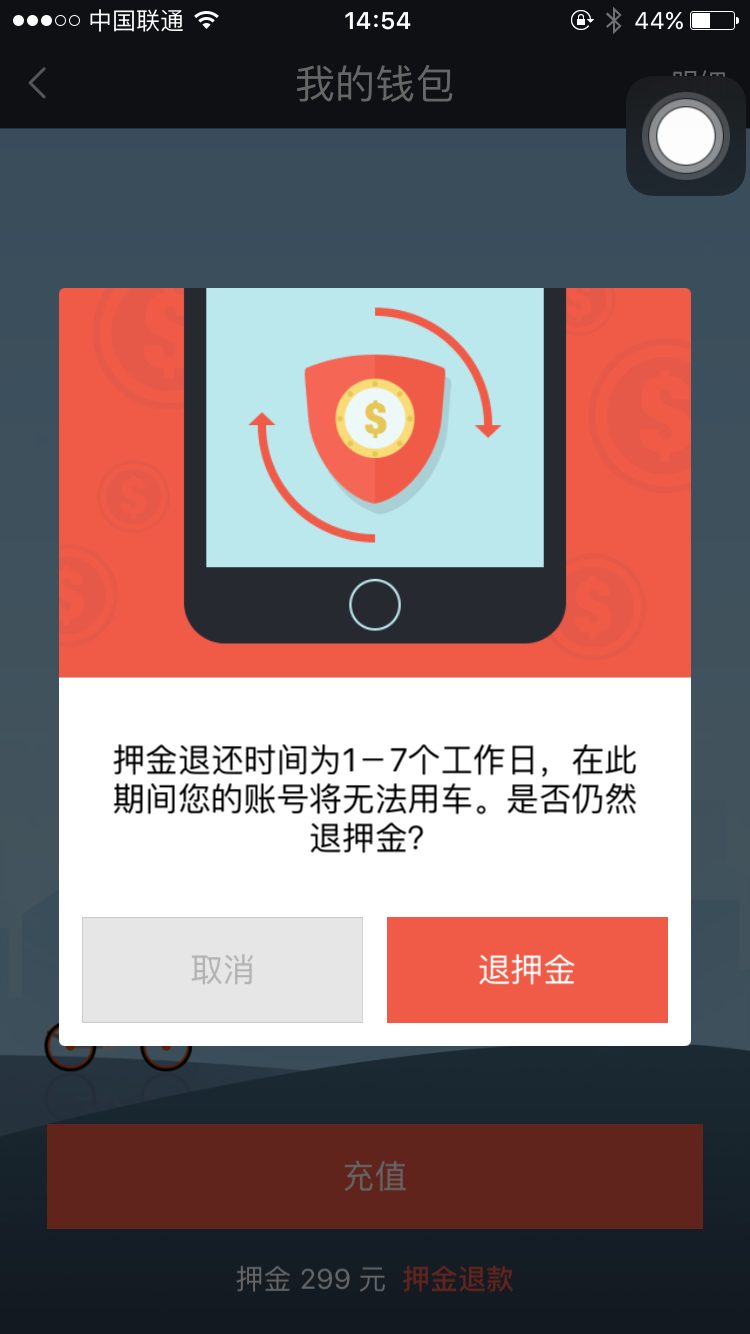 中国联通
14:54
44%
我的钱包
明细
$
押金退还时间为1-7个工作日，在此
期间您的账号将无法用车。是否仍然
退押金?
取消
退押金
充值
押金 299 元 押金退款